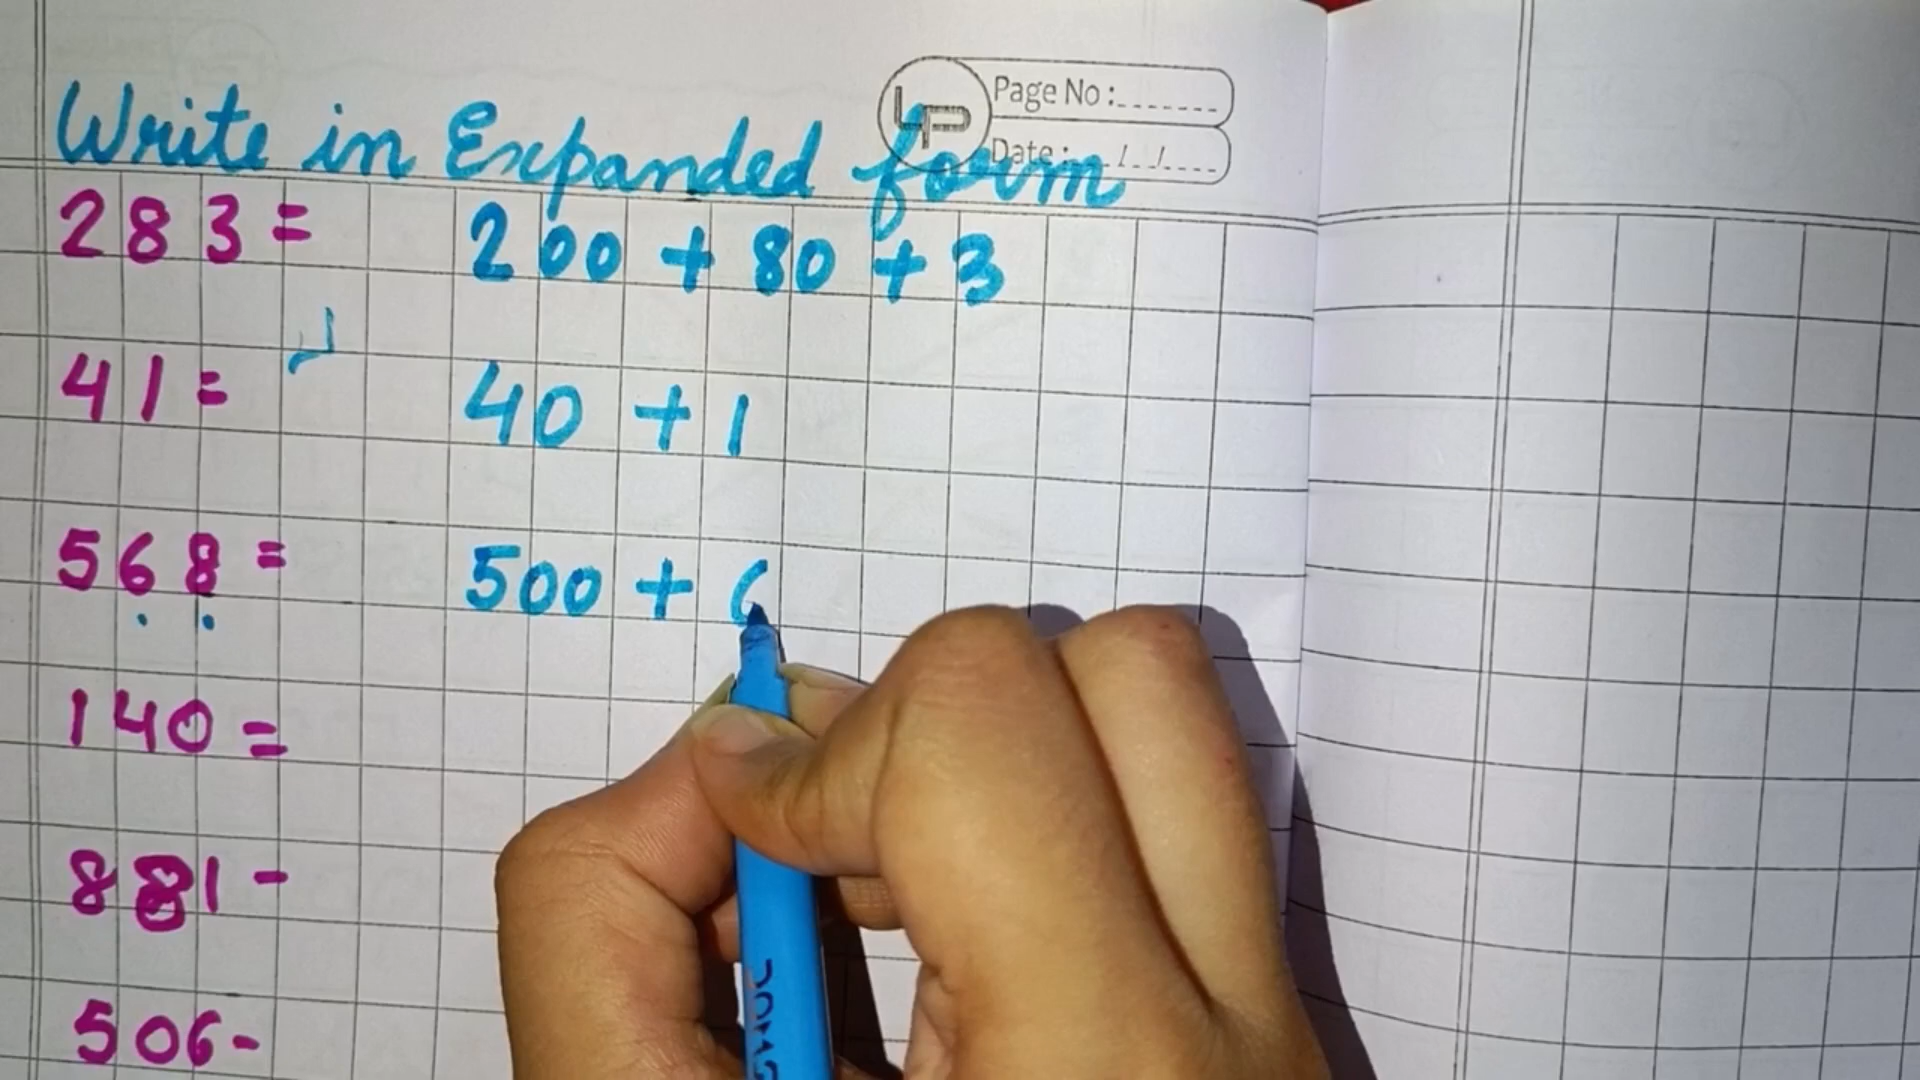 Page No :
Date :
Write in Expanded form
283 = 200 + 80 + 3
41 = 40 + 1
568 = 500 + 6
140 =
881 -
506 -